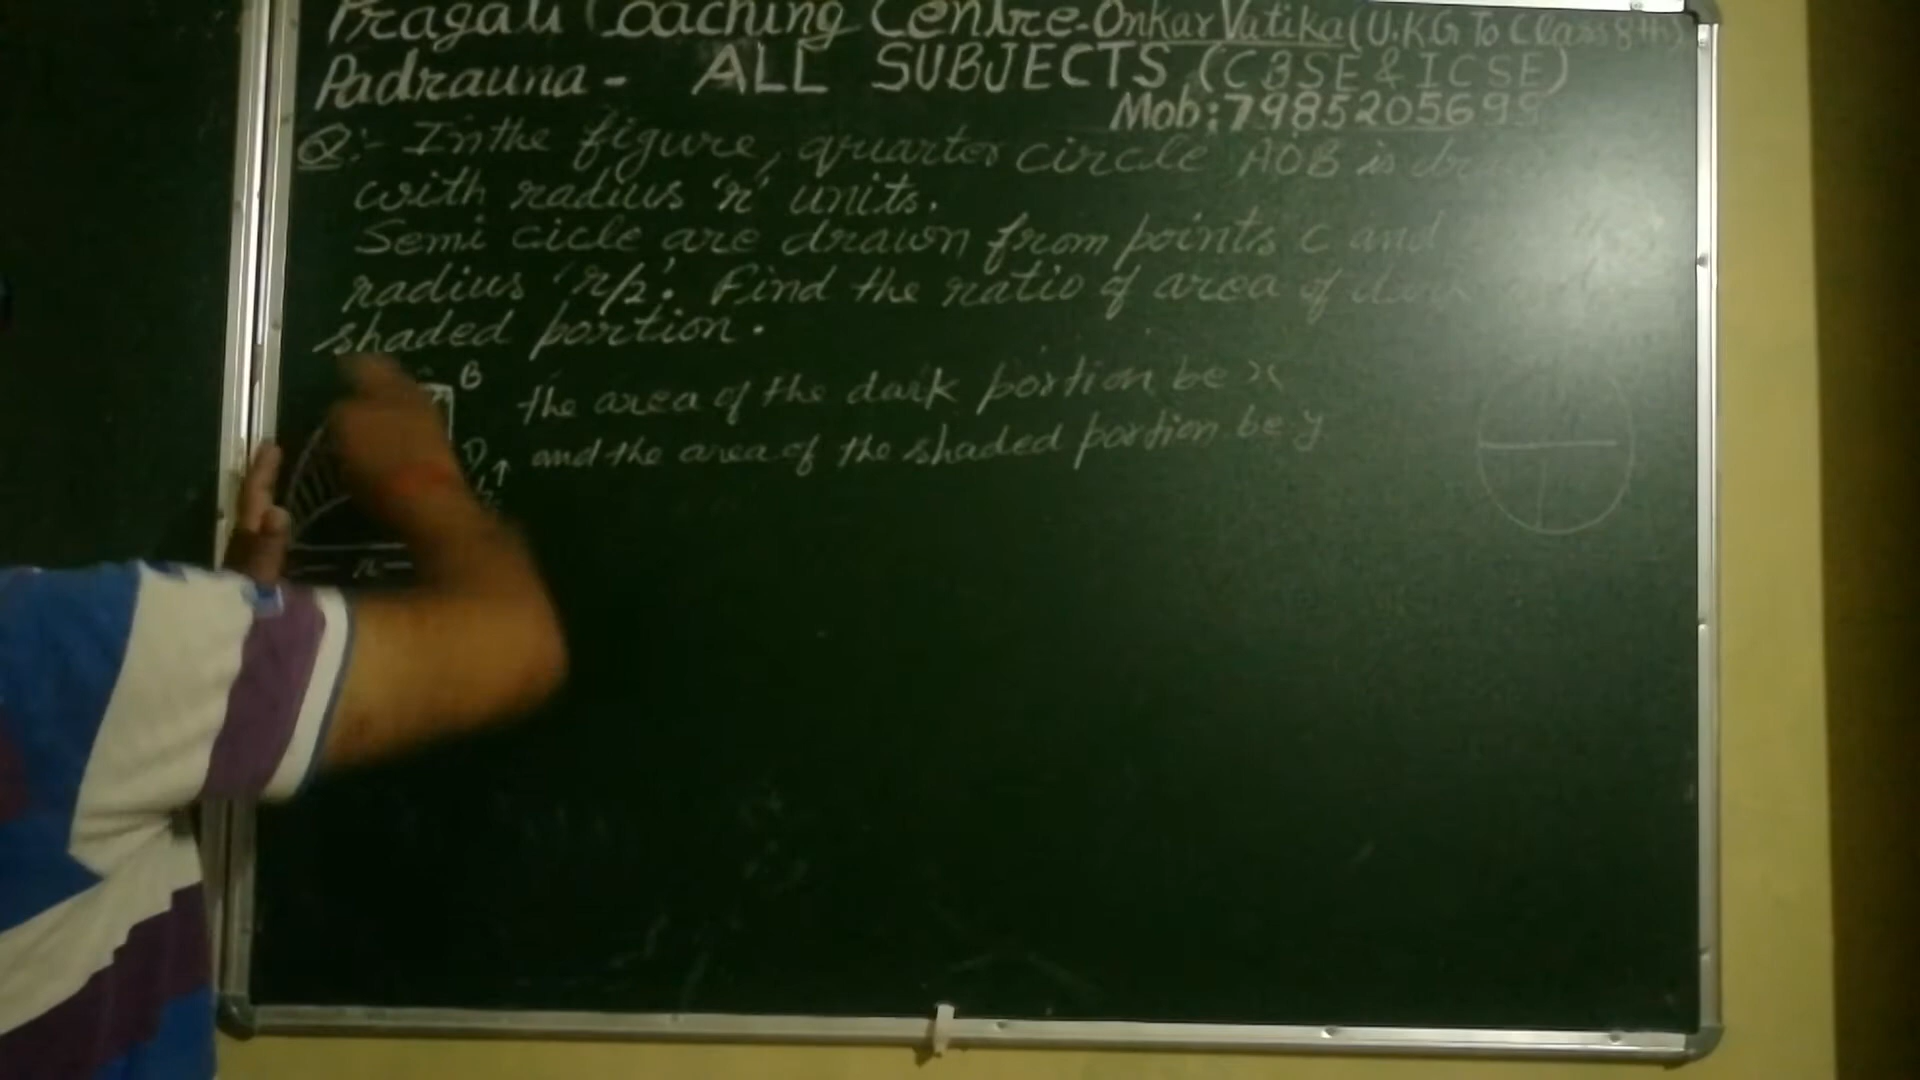 Pragati Coaching Centre-Onkar Vatika (U.K.G To Class 8th)
Padrauna - ALL SUBJECTS (CBSE & ICSE)
Mob: 7985205699
Q:- In the figure, quarter circle AOB is
with radius 'r' units.
Semi cicle are drawn from points C and
radius 'r/2'. Find the ratio of area of dark
shaded portion.
B
the area of the dark portion be x
D
and the area of the shaded portion be y
r